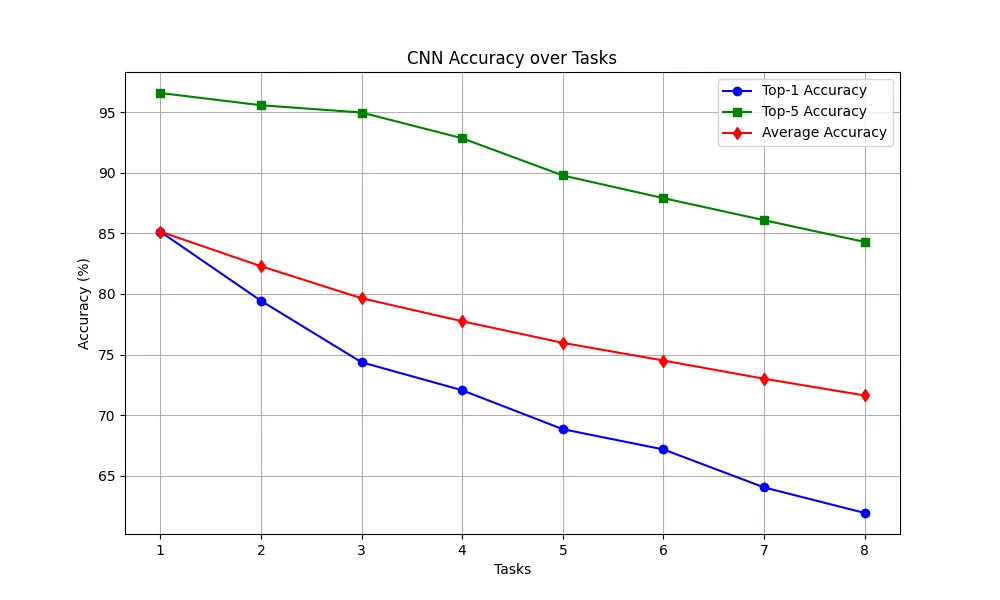 CNN Accuracy over Tasks
Top-1 Accuracy
Top-5 Accuracy
Average Accuracy
95
90
85
80
75
70
65
Accuracy (%)
1 2 3 4 5 6 7 8
Tasks